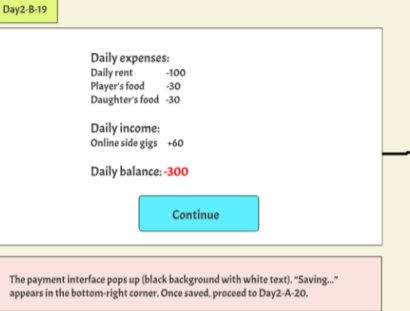 Day2-B-19
Daily expenses:
Daily rent -100
Player's food -30
Daughter's food -30
Daily income:
Online side gigs +60
Daily balance: -300
Continue
The payment interface pops up (black background with white text). "Saving..."
appears in the bottom-right corner. Once saved, proceed to Day2-A-20.